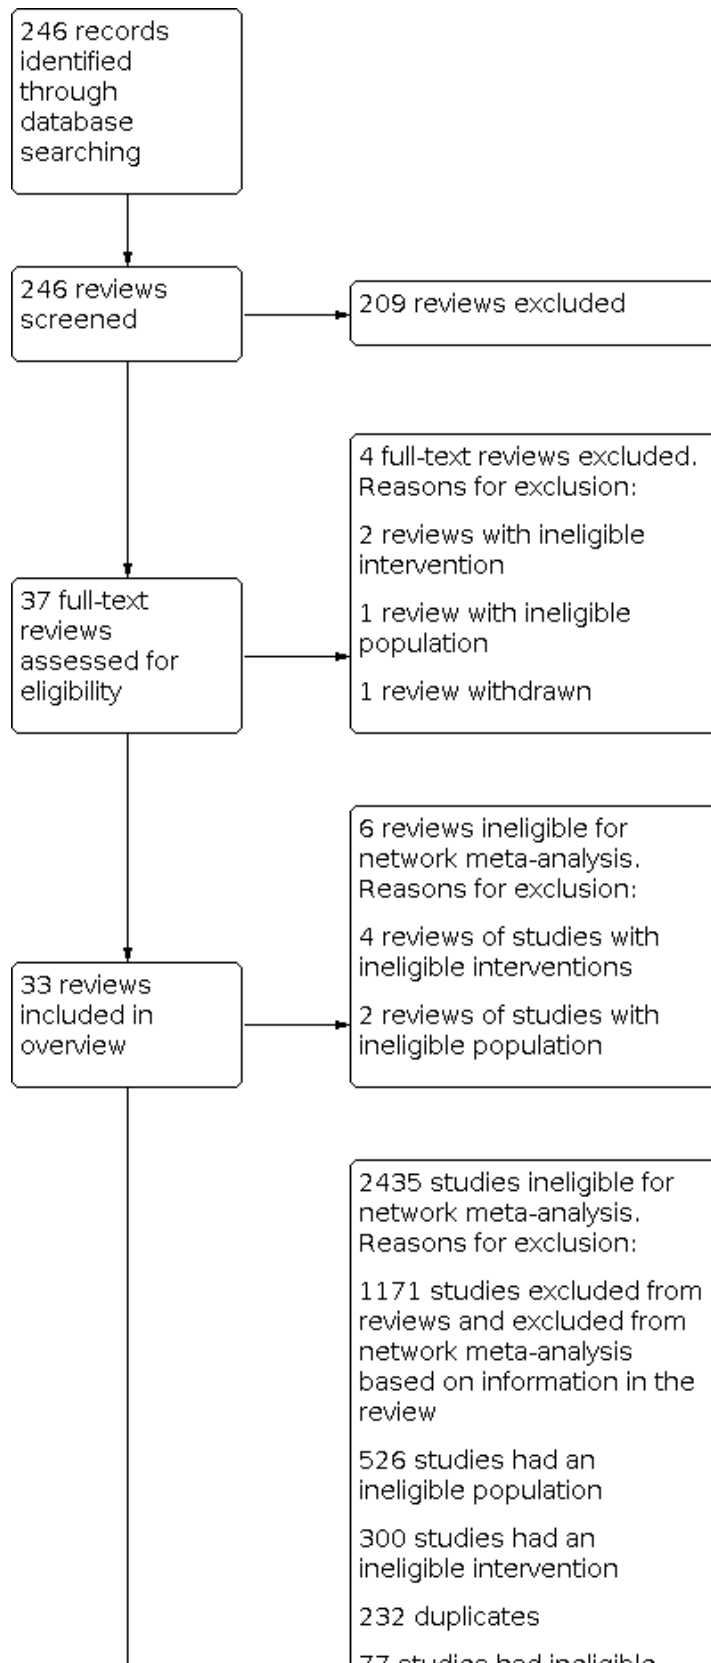 246 records
identified
through
database
searching
246 reviews
screened
209 reviews excluded
4 full-text reviews excluded.
Reasons for exclusion:
2 reviews with ineligible
intervention
1 review with ineligible
population
1 review withdrawn
37 full-text
reviews
assessed for
eligibility
6 reviews ineligible for
network meta-analysis.
Reasons for exclusion:
4 reviews of studies with
ineligible interventions
2 reviews of studies with
ineligible population
33 reviews
included in
overview
2435 studies ineligible for
network meta-analysis.
Reasons for exclusion:
1171 studies excluded from
reviews and excluded from
network meta-analysis
based on information in the
review
526 studies had an
ineligible population
300 studies had an
ineligible intervention
232 duplicates
77 studies had ineligible